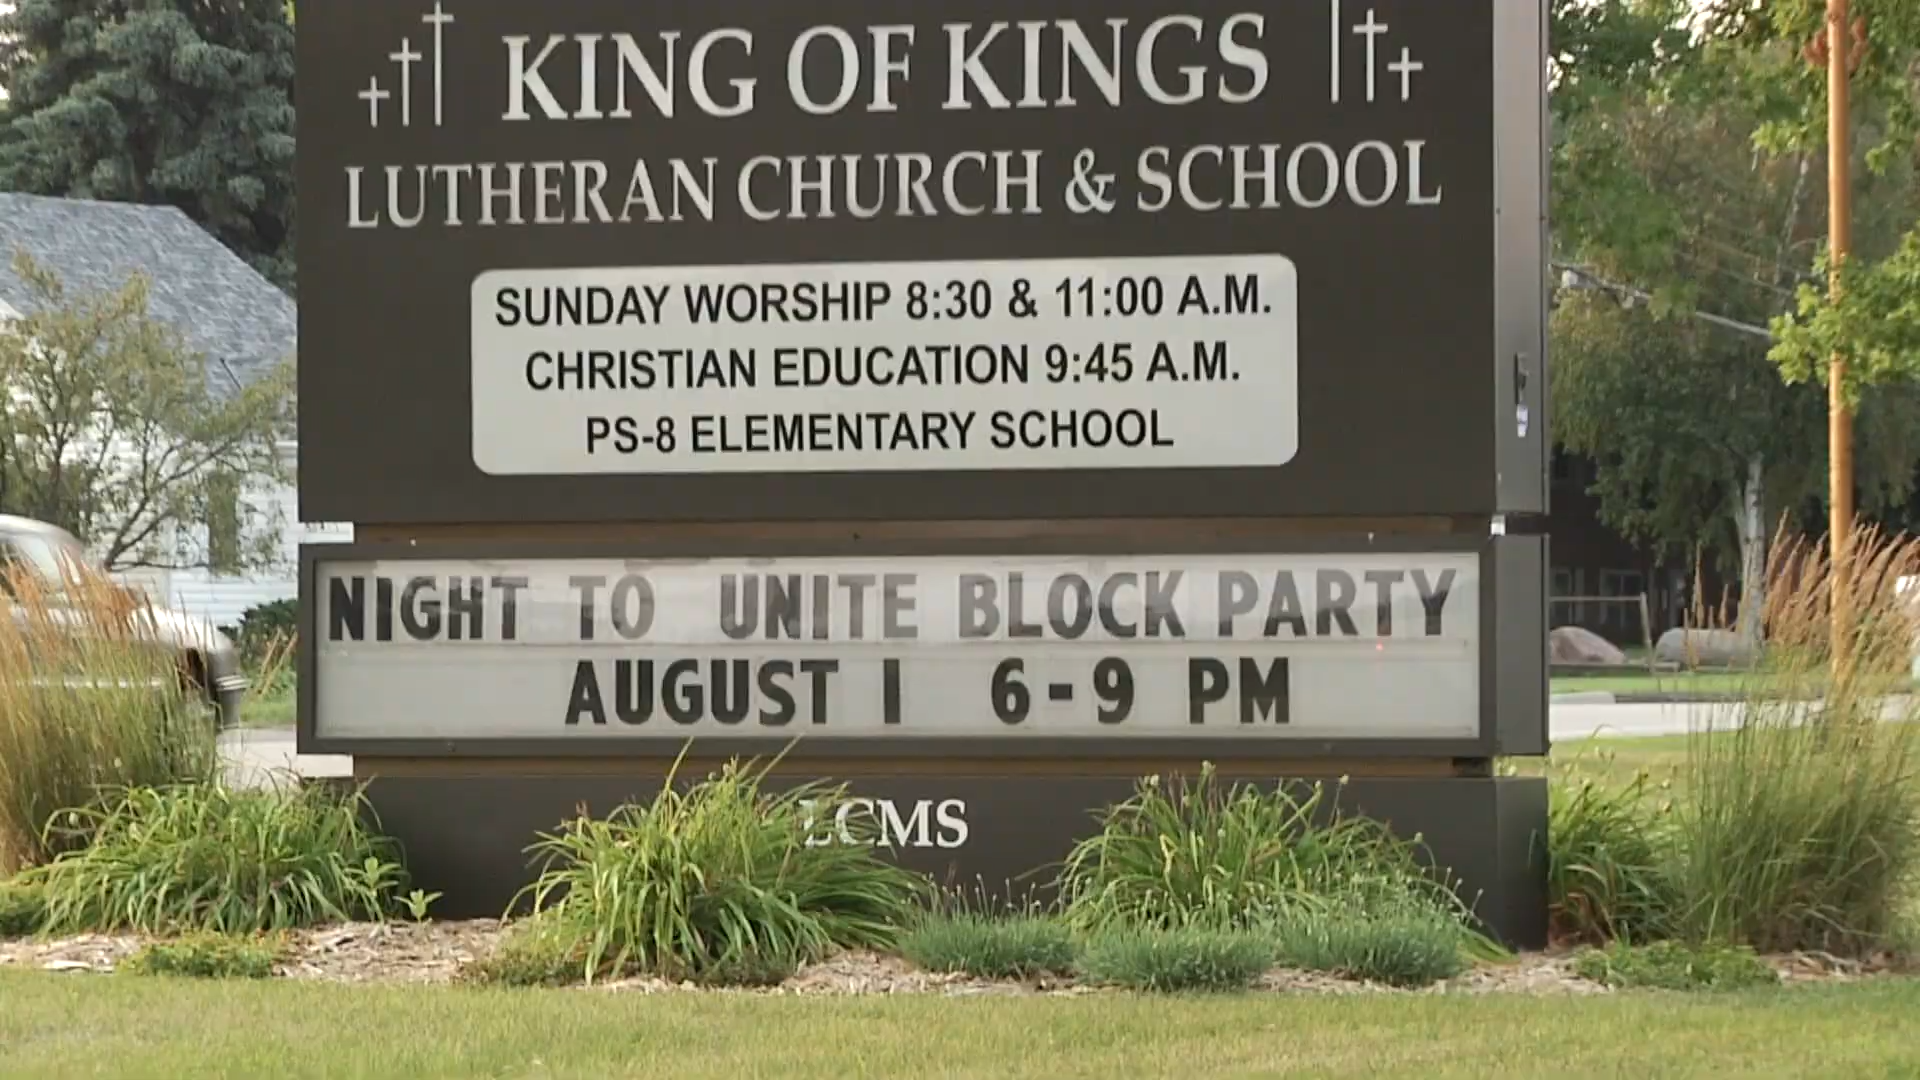 KING OF KINGS
LUTHERAN CHURCH & SCHOOL
SUNDAY WORSHIP 8:30 & 11:00 A.M.
CHRISTIAN EDUCATION 9:45 A.M.
PS-8 ELEMENTARY SCHOOL
NIGHT TO UNITE BLOCK PARTY
AUGUST 1 6-9 PM
LCMS